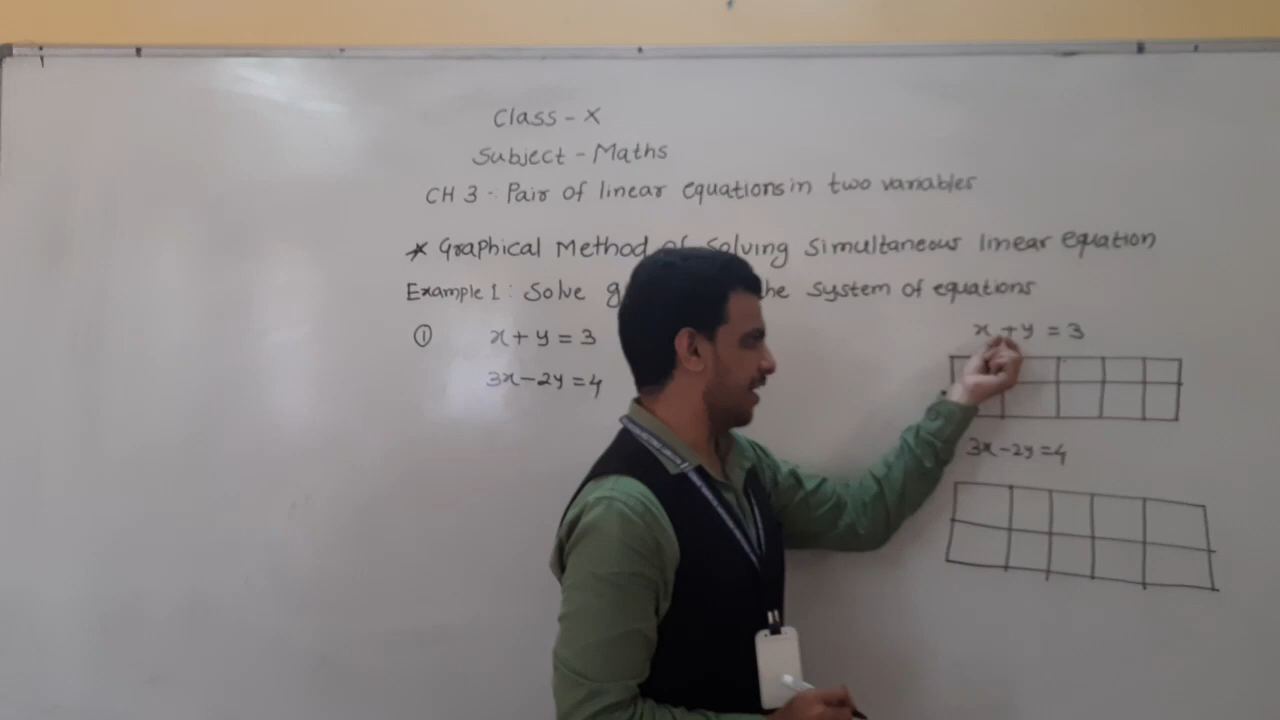 Class - X
Subject - Maths
CH 3 - Pair of linear equations in two variables
* Graphical Method of Solving Simultaneous linear equation
Example 1: Solve the System of equations
① x + y = 3
3x - 2y = 4
x + y = 3
3x - 2y = 4